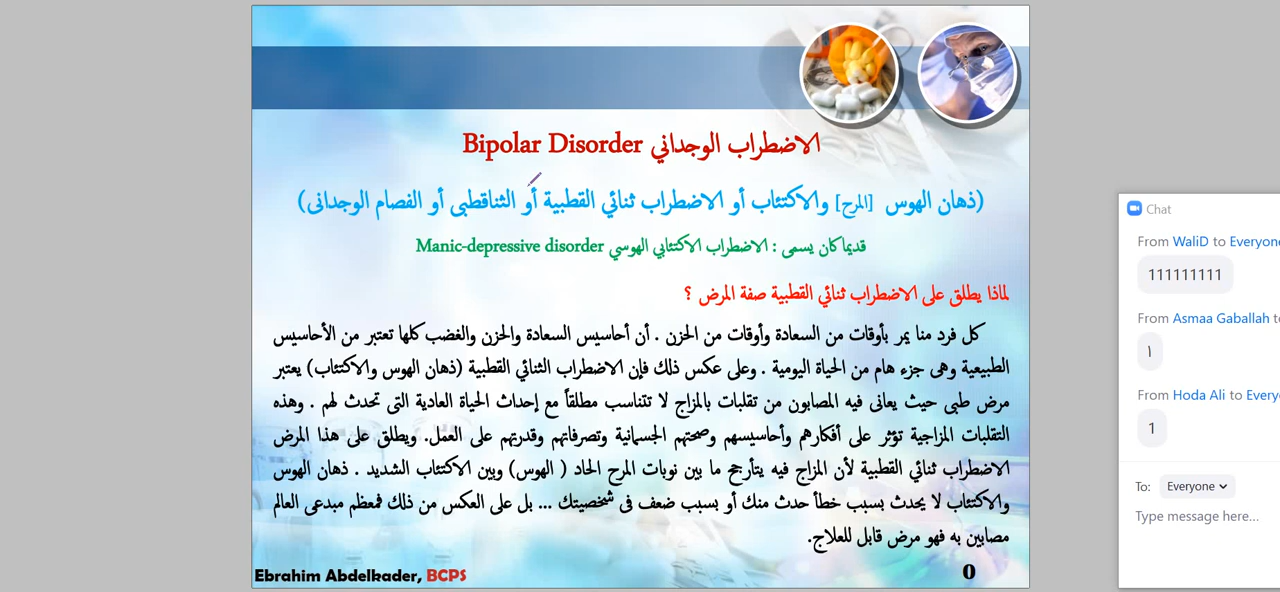 الاضطراب الوجداني Bipolar Disorder
(ذهان الهوس [المرح] والاكتئاب أو الاضطراب ثنائي القطبية أو الثناقطبى أو الفصام الوجدانى)
قديما كان يسمى : الاضطراب الاكتئابي الهوسي Manic-depressive disorder
لماذا يطلق على الاضطراب ثنائي القطبية صفة المرض ؟
كل فرد منا يمر بأوقات من السعادة وأوقات من الحزن . أن أحاسيس السعادة والحزن والغضب كلها تعتبر من الأحاسيس
الطبيعية وهى جزء هام من الحياة اليومية . وعلى عكس ذلك فإن الاضطراب الثنائي القطبية (ذهان الهوس والاكتئاب) يعتبر
مرض طبى حيث يعانى فيه المصابون من تقلبات بالمزاج لا تتناسب مطلقاً مع إحداث الحياة العادية التى تحدث لهم . وهذه
التقلبات المزاجية تؤثر على أفكارهم وأحاسيسهم وصحتهم الجسمانية وتصرفاتهم وقدرتهم على العمل. ويطلق على هذا المرض
الاضطراب ثنائي القطبية لأن المزاج فيه يتأرجح ما بين نوبات المرح الحاد ( الهوس) وبين الاكتئاب الشديد . ذهان الهوس
والاكتئاب لا يحدث بسبب خطأ حدث منك أو بسبب ضعف فى شخصيتك ... بل على العكس من ذلك فمعظم مبدعى العالم
مصابين به فهو مرض قابل للعلاج.
Ebrahim Abdelkader, BCPS
0
Chat
From WaliD to Everyone
111111111
From Asmaa Gaballah to
ا
From Hoda Ali to Every
1
To: Everyone
Type message here...